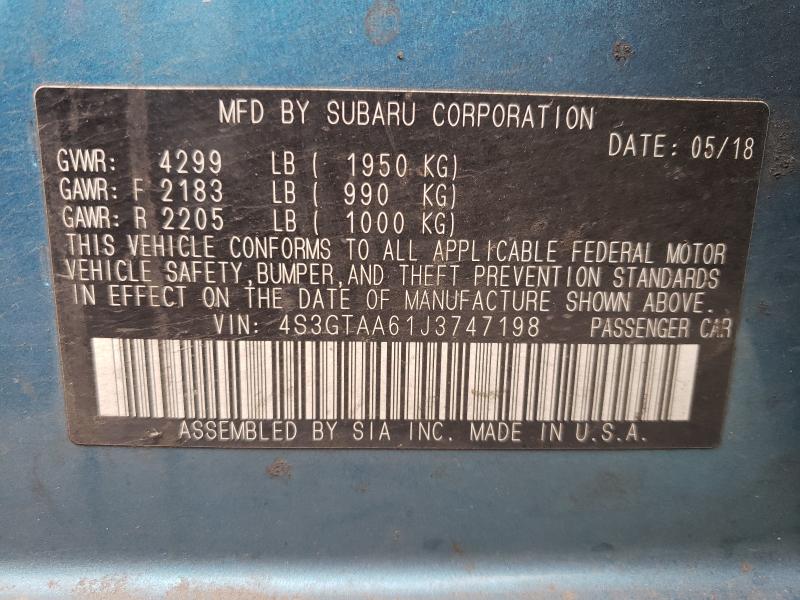 MFD BY SUBARU CORPORATION
DATE: 05/18
GVWR: 4299 LB ( 1950 KG)
GAWR: F 2183 LB ( 990 KG)
GAWR: R 2205 LB ( 1000 KG)
THIS VEHICLE CONFORMS TO ALL APPLICABLE FEDERAL MOTOR
VEHICLE SAFETY, BUMPER, AND THEFT PREVENTION STANDARDS
IN EFFECT ON THE DATE OF MANUFACTURE SHOWN ABOVE.
VIN: 4S3GTAA61J3747198 PASSENGER CAR
ASSEMBLED BY SIA INC. MADE IN U.S.A.